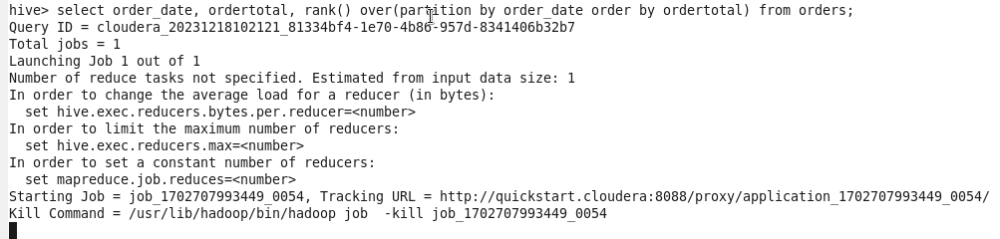 hive> select order_date, ordertotal, rank() over(partition by order_date order by ordertotal) from orders;
Query ID = cloudera_20231218102121_81334bf4-1e70-4b86-957d-8341406b32b7
Total jobs = 1
Launching Job 1 out of 1
Number of reduce tasks not specified. Estimated from input data size: 1
In order to change the average load for a reducer (in bytes):
  set hive.exec.reducers.bytes.per.reducer=<number>
In order to limit the maximum number of reducers:
  set hive.exec.reducers.max=<number>
In order to set a constant number of reducers:
  set mapreduce.job.reduces=<number>
Starting Job = job_1702707993449_0054, Tracking URL = http://quickstart.cloudera:8088/proxy/application_1702707993449_0054/
Kill Command = /usr/lib/hadoop/bin/hadoop job  -kill job_1702707993449_0054